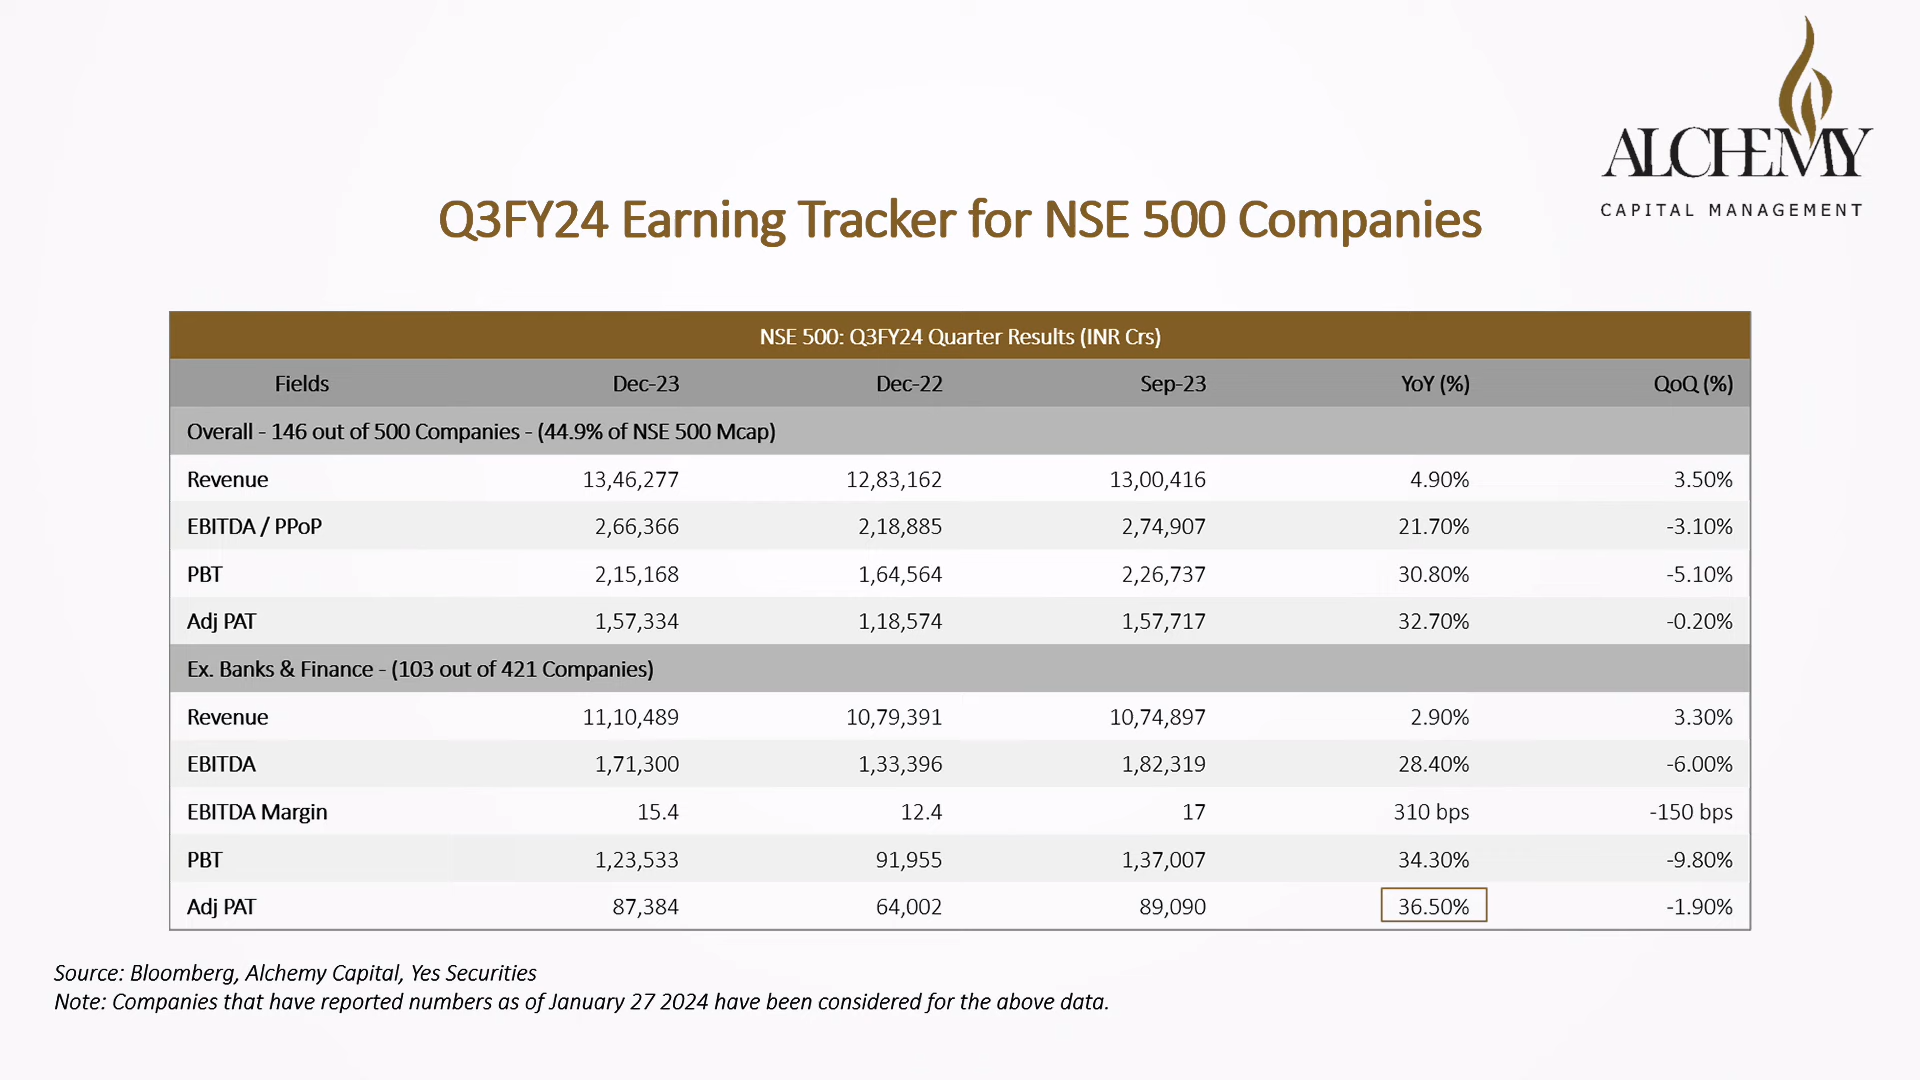 ALCHEMY
CAPITAL MANAGEMENT
Q3FY24 Earning Tracker for NSE 500 Companies
NSE 500: Q3FY24 Quarter Results (INR Crs)
Fields Dec-23 Dec-22 Sep-23 YoY (%) QoQ (%)
Overall - 146 out of 500 Companies - (44.9% of NSE 500 Mcap)
Revenue 13,46,277 12,83,162 13,00,416 4.90% 3.50%
EBITDA / PPoP 2,66,366 2,18,885 2,74,907 21.70% -3.10%
PBT 2,15,168 1,64,564 2,26,737 30.80% -5.10%
Adj PAT 1,57,334 1,18,574 1,57,717 32.70% -0.20%
Ex. Banks & Finance - (103 out of 421 Companies)
Revenue 11,10,489 10,79,391 10,74,897 2.90% 3.30%
EBITDA 1,71,300 1,33,396 1,82,319 28.40% -6.00%
EBITDA Margin 15.4 12.4 17 310 bps -150 bps
PBT 1,23,533 91,955 1,37,007 34.30% -9.80%
Adj PAT 87,384 64,002 89,090 36.50% -1.90%
Source: Bloomberg, Alchemy Capital, Yes Securities
Note: Companies that have reported numbers as of January 27 2024 have been considered for the above data.